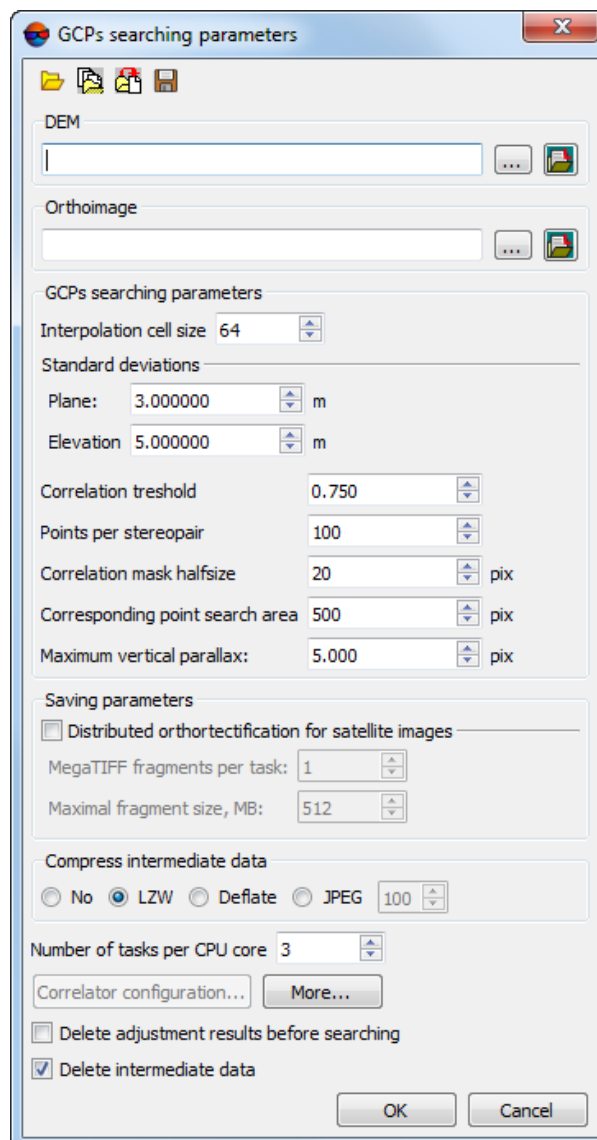 GCPs searching parameters
DEM
...
Orthoimage
...
GCPs searching parameters
Interpolation cell size 64
Standard deviations
Plane: 3.000000 m
Elevation 5.000000 m
Correlation treshold 0.750
Points per stereopair 100
Correlation mask halfsize 20 pix
Corresponding point search area 500 pix
Maximum vertical parallax: 5.000 pix
Saving parameters
Distributed orthortectification for satellite images
MegaTIFF fragments per task: 1
Maximal fragment size, MB: 512
Compress intermediate data
No LZW Deflate JPEG 100
Number of tasks per CPU core 3
Correlator configuration... More...
Delete adjustment results before searching
Delete intermediate data
OK Cancel